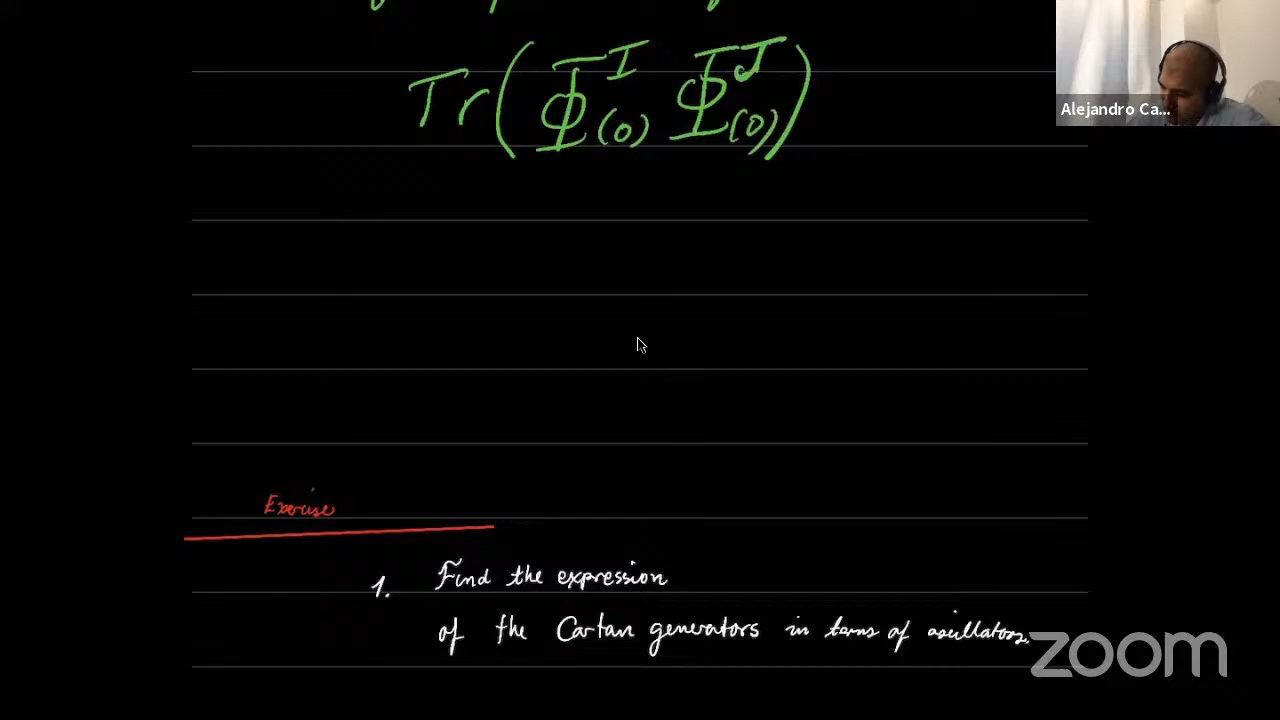 Tr(Φ^I_(0) Φ^J_(0))
Alejandro Ca...
Exercise
1. Find the expression
of the Cartan generators in terms of oscillators.
zoom